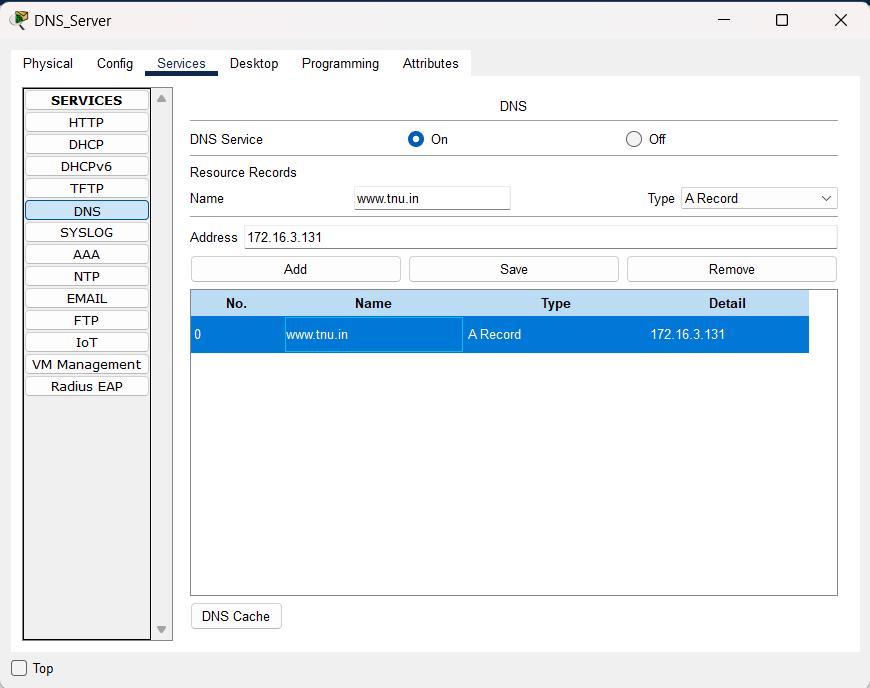 DNS_Server
Physical Config Services Desktop Programming Attributes
SERVICES
HTTP
DHCP
DHCPv6
TFTP
DNS
SYSLOG
AAA
NTP
EMAIL
FTP
IoT
VM Management
Radius EAP
DNS
DNS Service On Off
Resource Records
Name www.tnu.in Type A Record
Address 172.16.3.131
Add Save Remove
No. Name Type Detail
0 www.tnu.in A Record 172.16.3.131
DNS Cache
Top